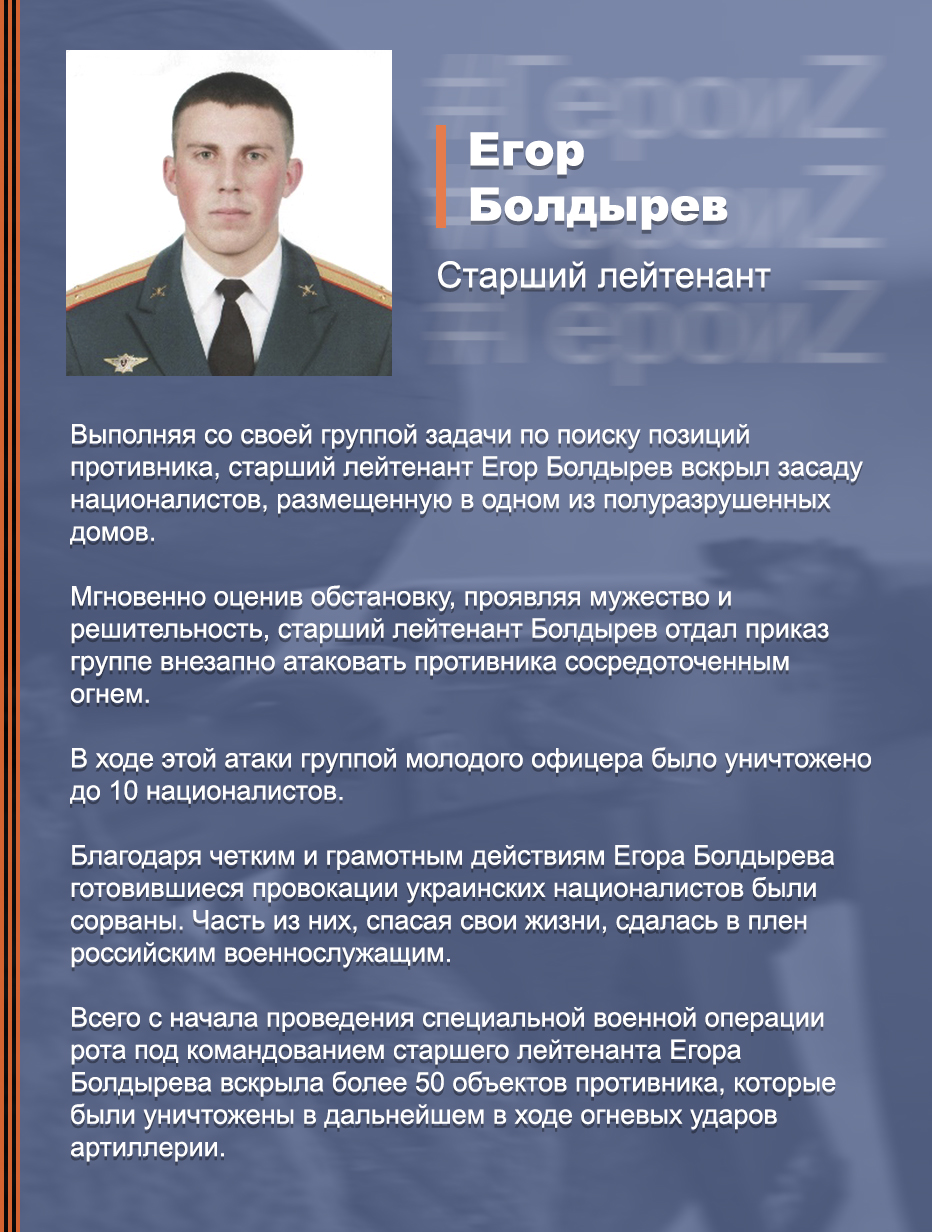 #ГероиZ
Егор
#ГероиZ
Болдырев
Старший лейтенант
#ГероиZ
Выполняя со своей группой задачи по поиску позиций
противника, старший лейтенант Егор Болдырев вскрыл засаду
националистов, размещенную в одном из полуразрушенных
домов.
Мгновенно оценив обстановку, проявляя мужество и
решительность, старший лейтенант Болдырев отдал приказ
группе внезапно атаковать противника сосредоточенным
огнем.
В ходе этой атаки группой молодого офицера было уничтожено
до 10 националистов.
Благодаря четким и грамотным действиям Егора Болдырева
готовившиеся провокации украинских националистов были
сорваны. Часть из них, спасая свои жизни, сдалась в плен
российским военнослужащим.
Всего с начала проведения специальной военной операции
рота под командованием старшего лейтенанта Егора
Болдырева вскрыла более 50 объектов противника, которые
были уничтожены в дальнейшем в ходе огневых ударов
артиллерии.